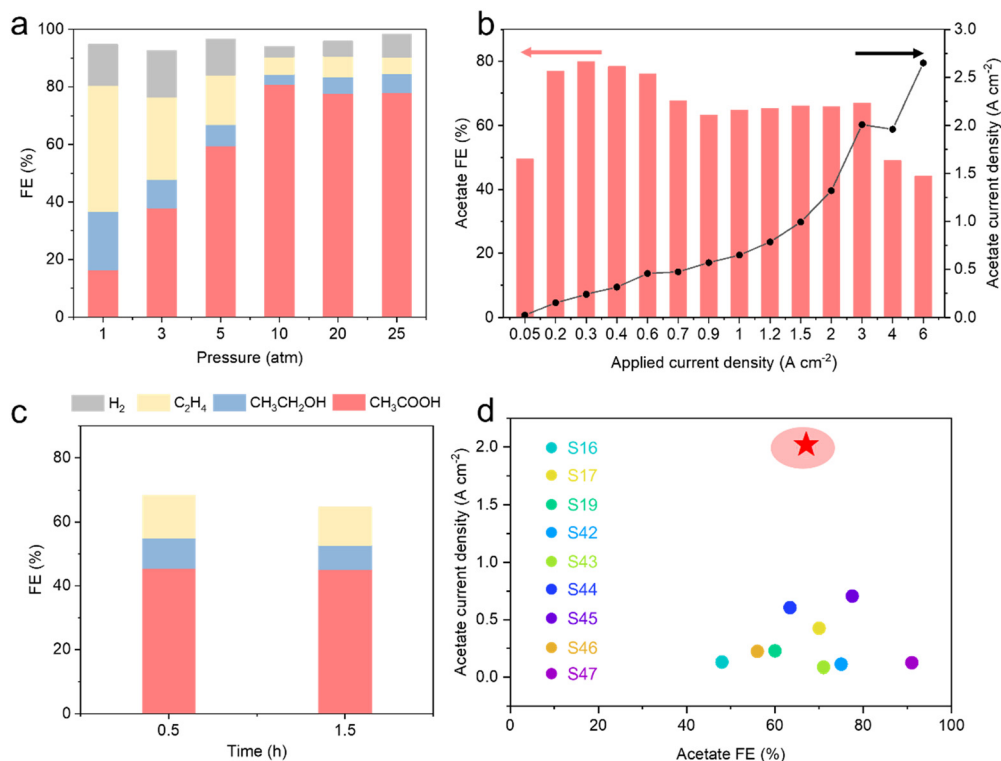 a
100
80
60
40
20
0
FE (%)
1 3 5 10 20 25
Pressure (atm)
b
80
60
40
20
0
Acetate FE (%)
3.0
2.5
2.0
1.5
1.0
0.5
0.0
Acetate current density (A cm⁻²)
0.05 0.2 0.3 0.4 0.6 0.7 0.9 1 1.2 1.5 2 3 4 6
Applied current density (A cm⁻²)
c
H₂ C₂H₄ CH₃CH₂OH CH₃COOH
80
60
40
20
0
FE (%)
0.5 1.5
Time (h)
d
2.0
1.5
1.0
0.5
0.0
Acetate current density (A cm⁻²)
S16
S17
S19
S42
S43
S44
S45
S46
S47
0 20 40 60 80 100
Acetate FE (%)